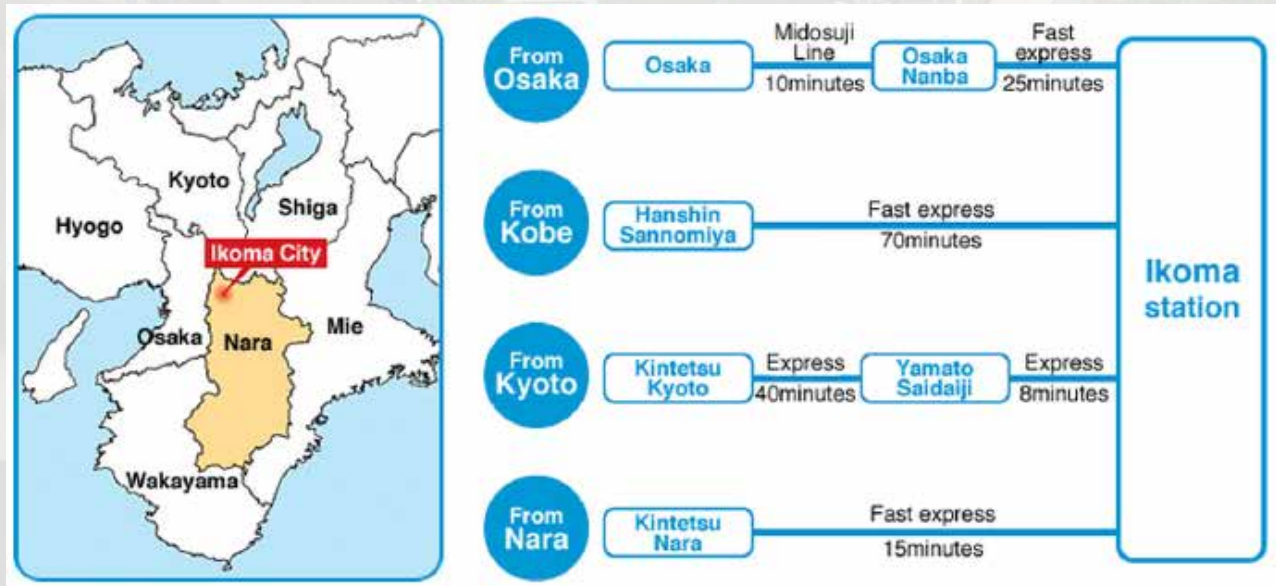 Kyoto
Shiga
Hyogo
Ikoma City
Osaka
Nara
Mie
Wakayama
From
Osaka
Osaka
Midosuji
Line
10minutes
Osaka
Nanba
Fast
express
25minutes
From
Kobe
Hanshin
Sannomiya
Fast express
70minutes
From
Kyoto
Kintetsu
Kyoto
Express
40minutes
Yamato
Saidaiji
Express
8minutes
From
Nara
Kintetsu
Nara
Fast express
15minutes
Ikoma
station